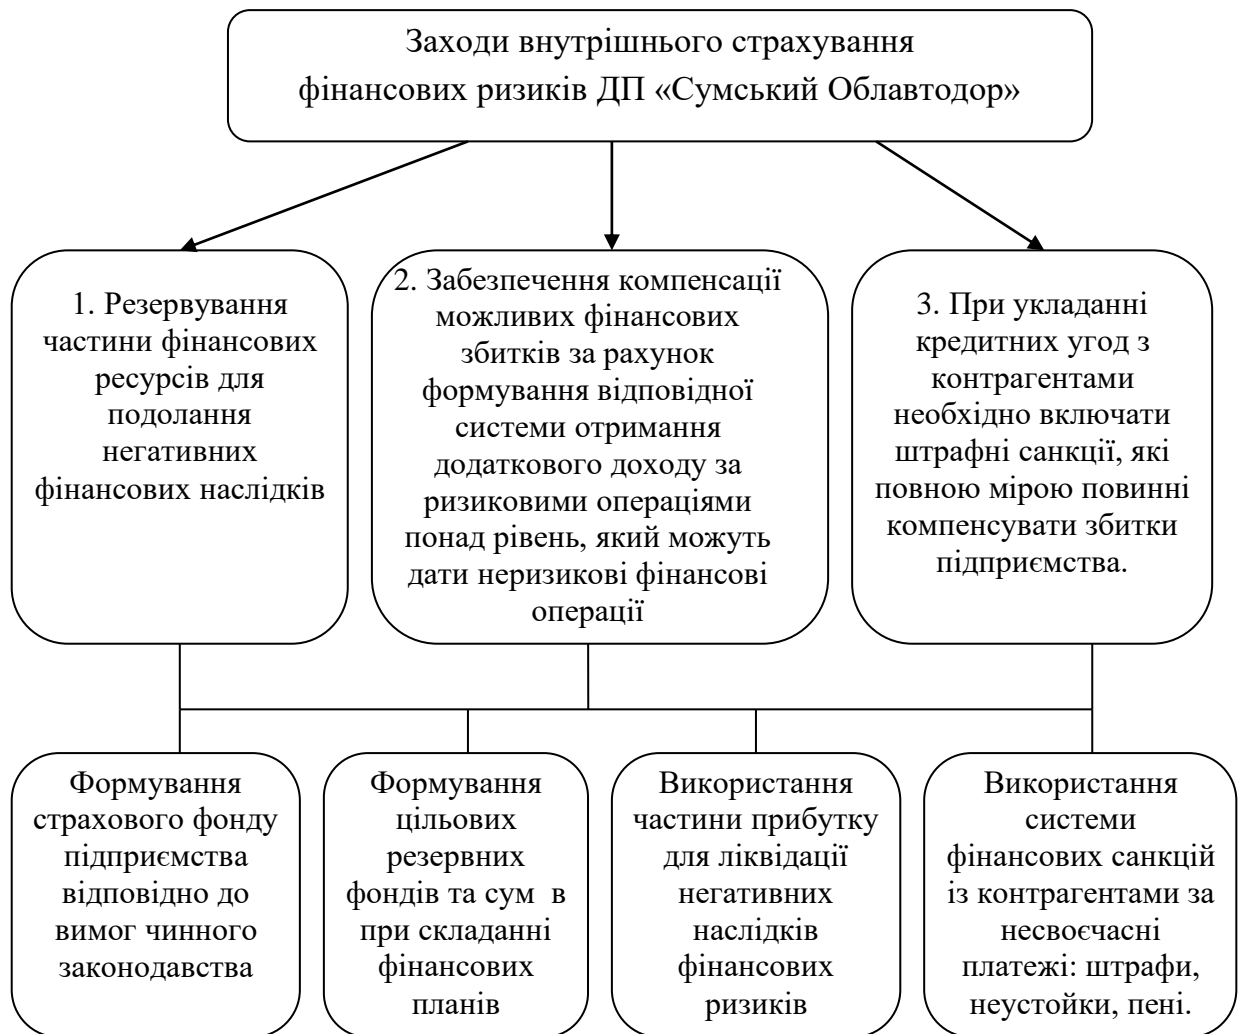 Заходи внутрішнього страхування
фінансових ризиків ДП «Сумський Облавтодор»
1. Резервування
частини фінансових
ресурсів для
подолання
негативних
фінансових наслідків
2. Забезпечення компенсації
можливих фінансових
збитків за рахунок
формування відповідної
системи отримання
додаткового доходу за
ризиковими операціями
понад рівень, який можуть
дати неризикові фінансові
операції
3. При укладанні
кредитних угод з
контрагентами
необхідно включати
штрафні санкції, які
повною мірою повинні
компенсувати збитки
підприємства.
Формування
страхового фонду
підприємства
відповідно до
вимог чинного
законодавства
Формування
цільових
резервних
фондів та сум в
при складанні
фінансових
планів
Використання
частини прибутку
для ліквідації
негативних
наслідків
фінансових
ризиків
Використання
системи
фінансових санкцій
із контрагентами за
несвоєчасні
платежі: штрафи,
неустойки, пені.